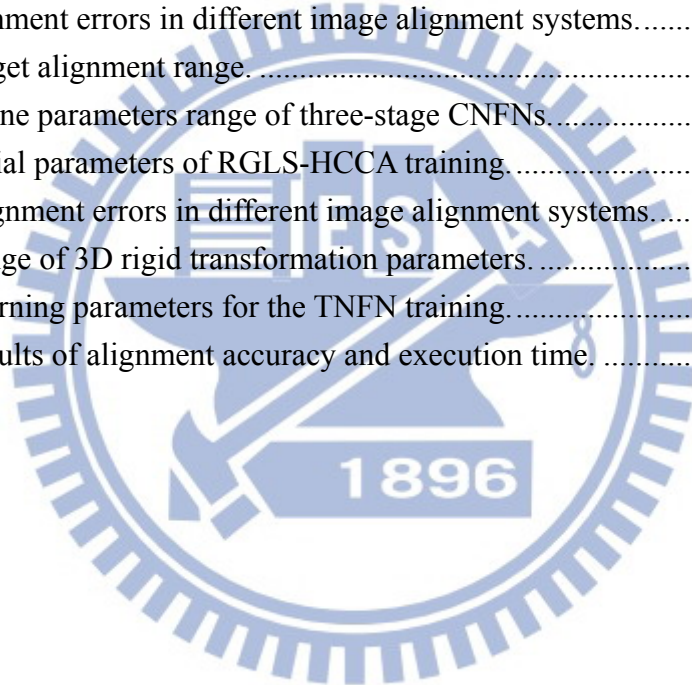 nment errors in different image alignment systems.......
get alignment range. .......................................................
ne parameters range of three-stage CNFNs...................
ial parameters of RGLS-HCCA training.........................
gnment errors in different image alignment systems.....
ge of 3D rigid transformation parameters. ....................
rning parameters for the TNFN training.........................
ults of alignment accuracy and execution time. ...........
E S A
1896